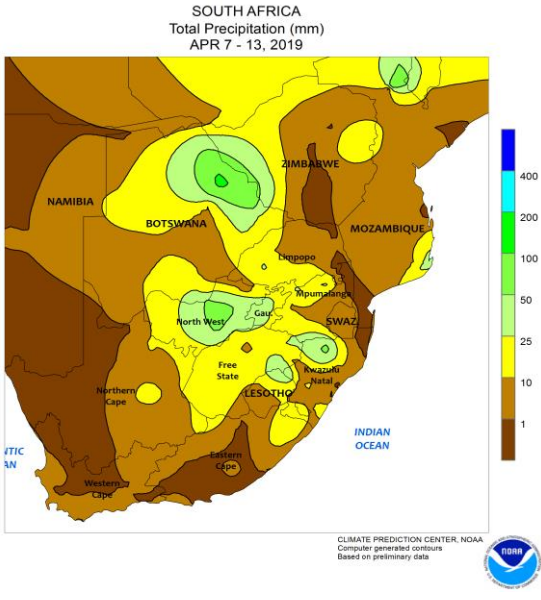 SOUTH AFRICA
Total Precipitation (mm)
APR 7 - 13, 2019
ZIMBABWE
NAMIBIA
BOTSWANA
MOZAMBIQUE
Limpopo
Mpumalanga
Gau.
North West
SWAZ.
Free
State
Kwazulu
Natal
Northern
Cape
LESOTHO
INDIAN
OCEAN
NTIC
AN
Eastern
Cape
Western
Cape
400
200
100
50
25
10
1
CLIMATE PREDICTION CENTER, NOAA
Computer generated contours
Based on preliminary data
NOAA